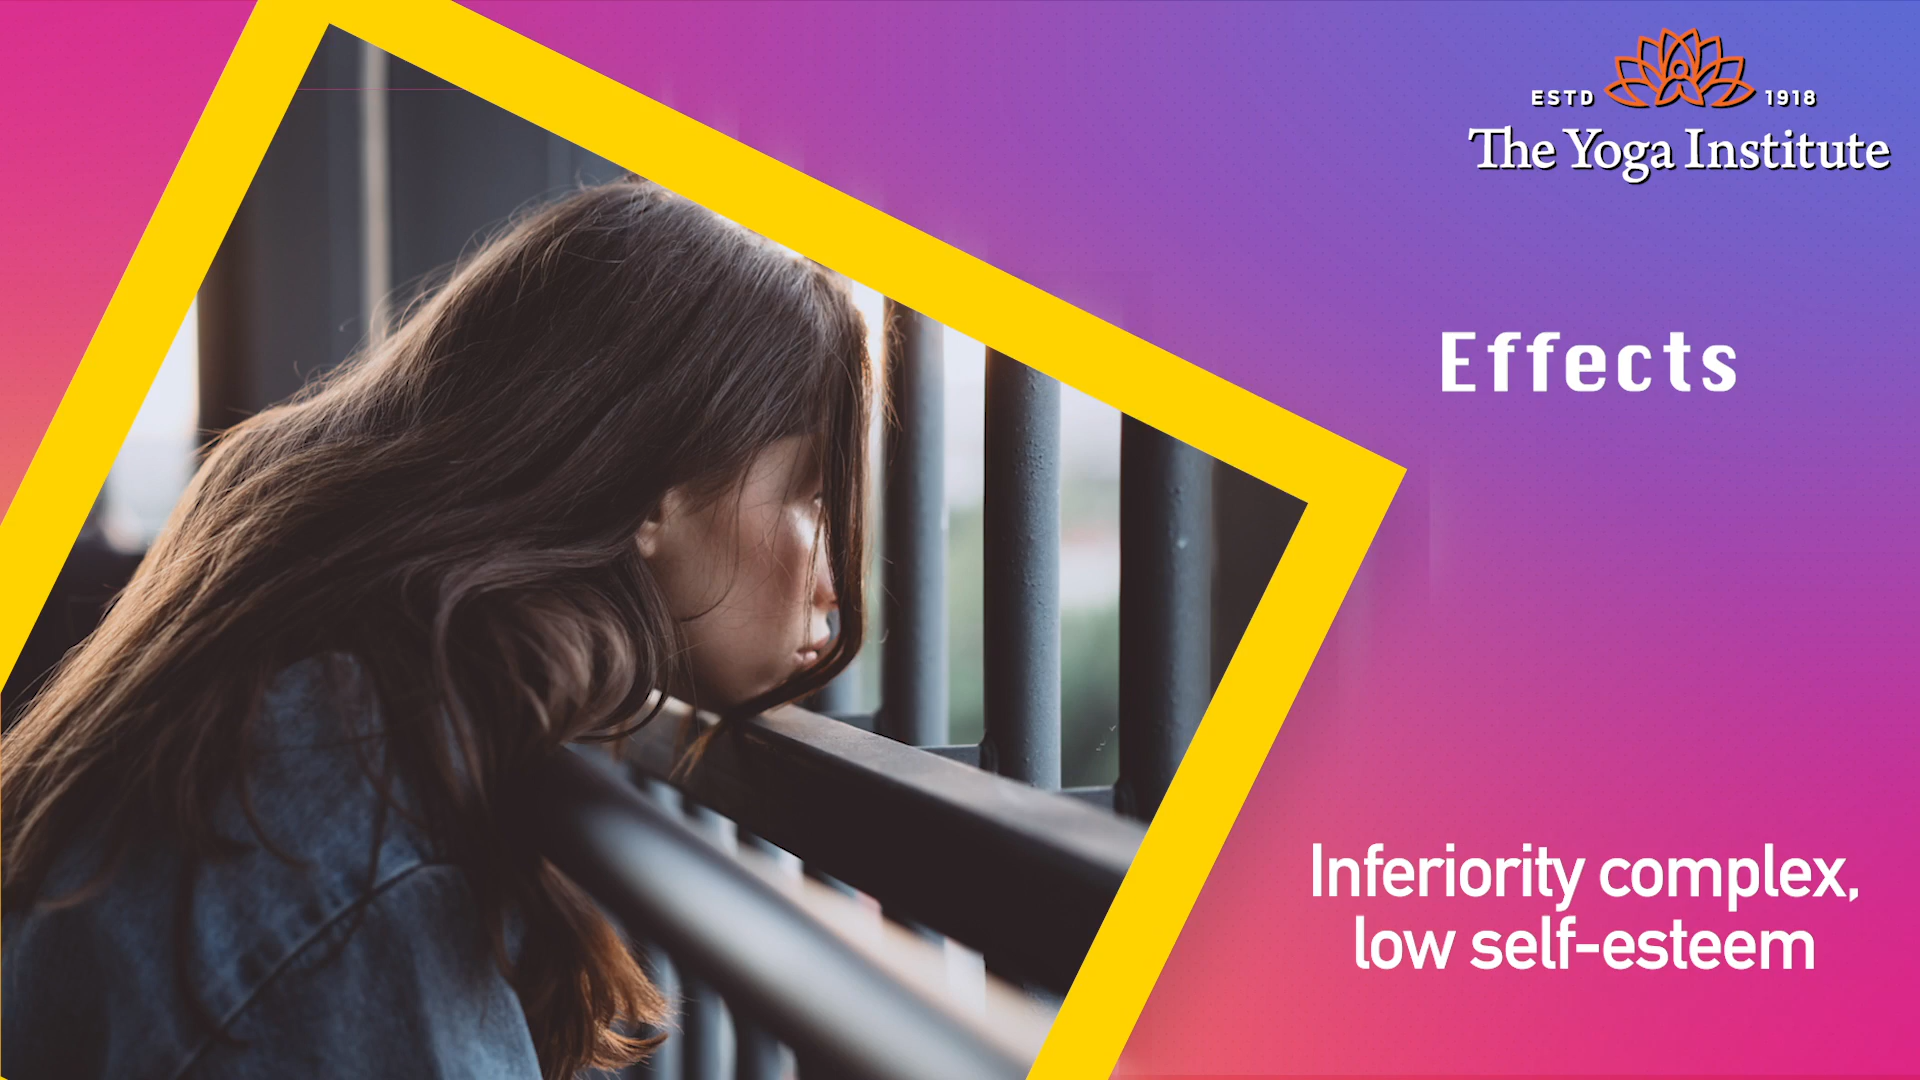 ESTD 1918
The Yoga Institute
Effects
Inferiority complex,
low self-esteem